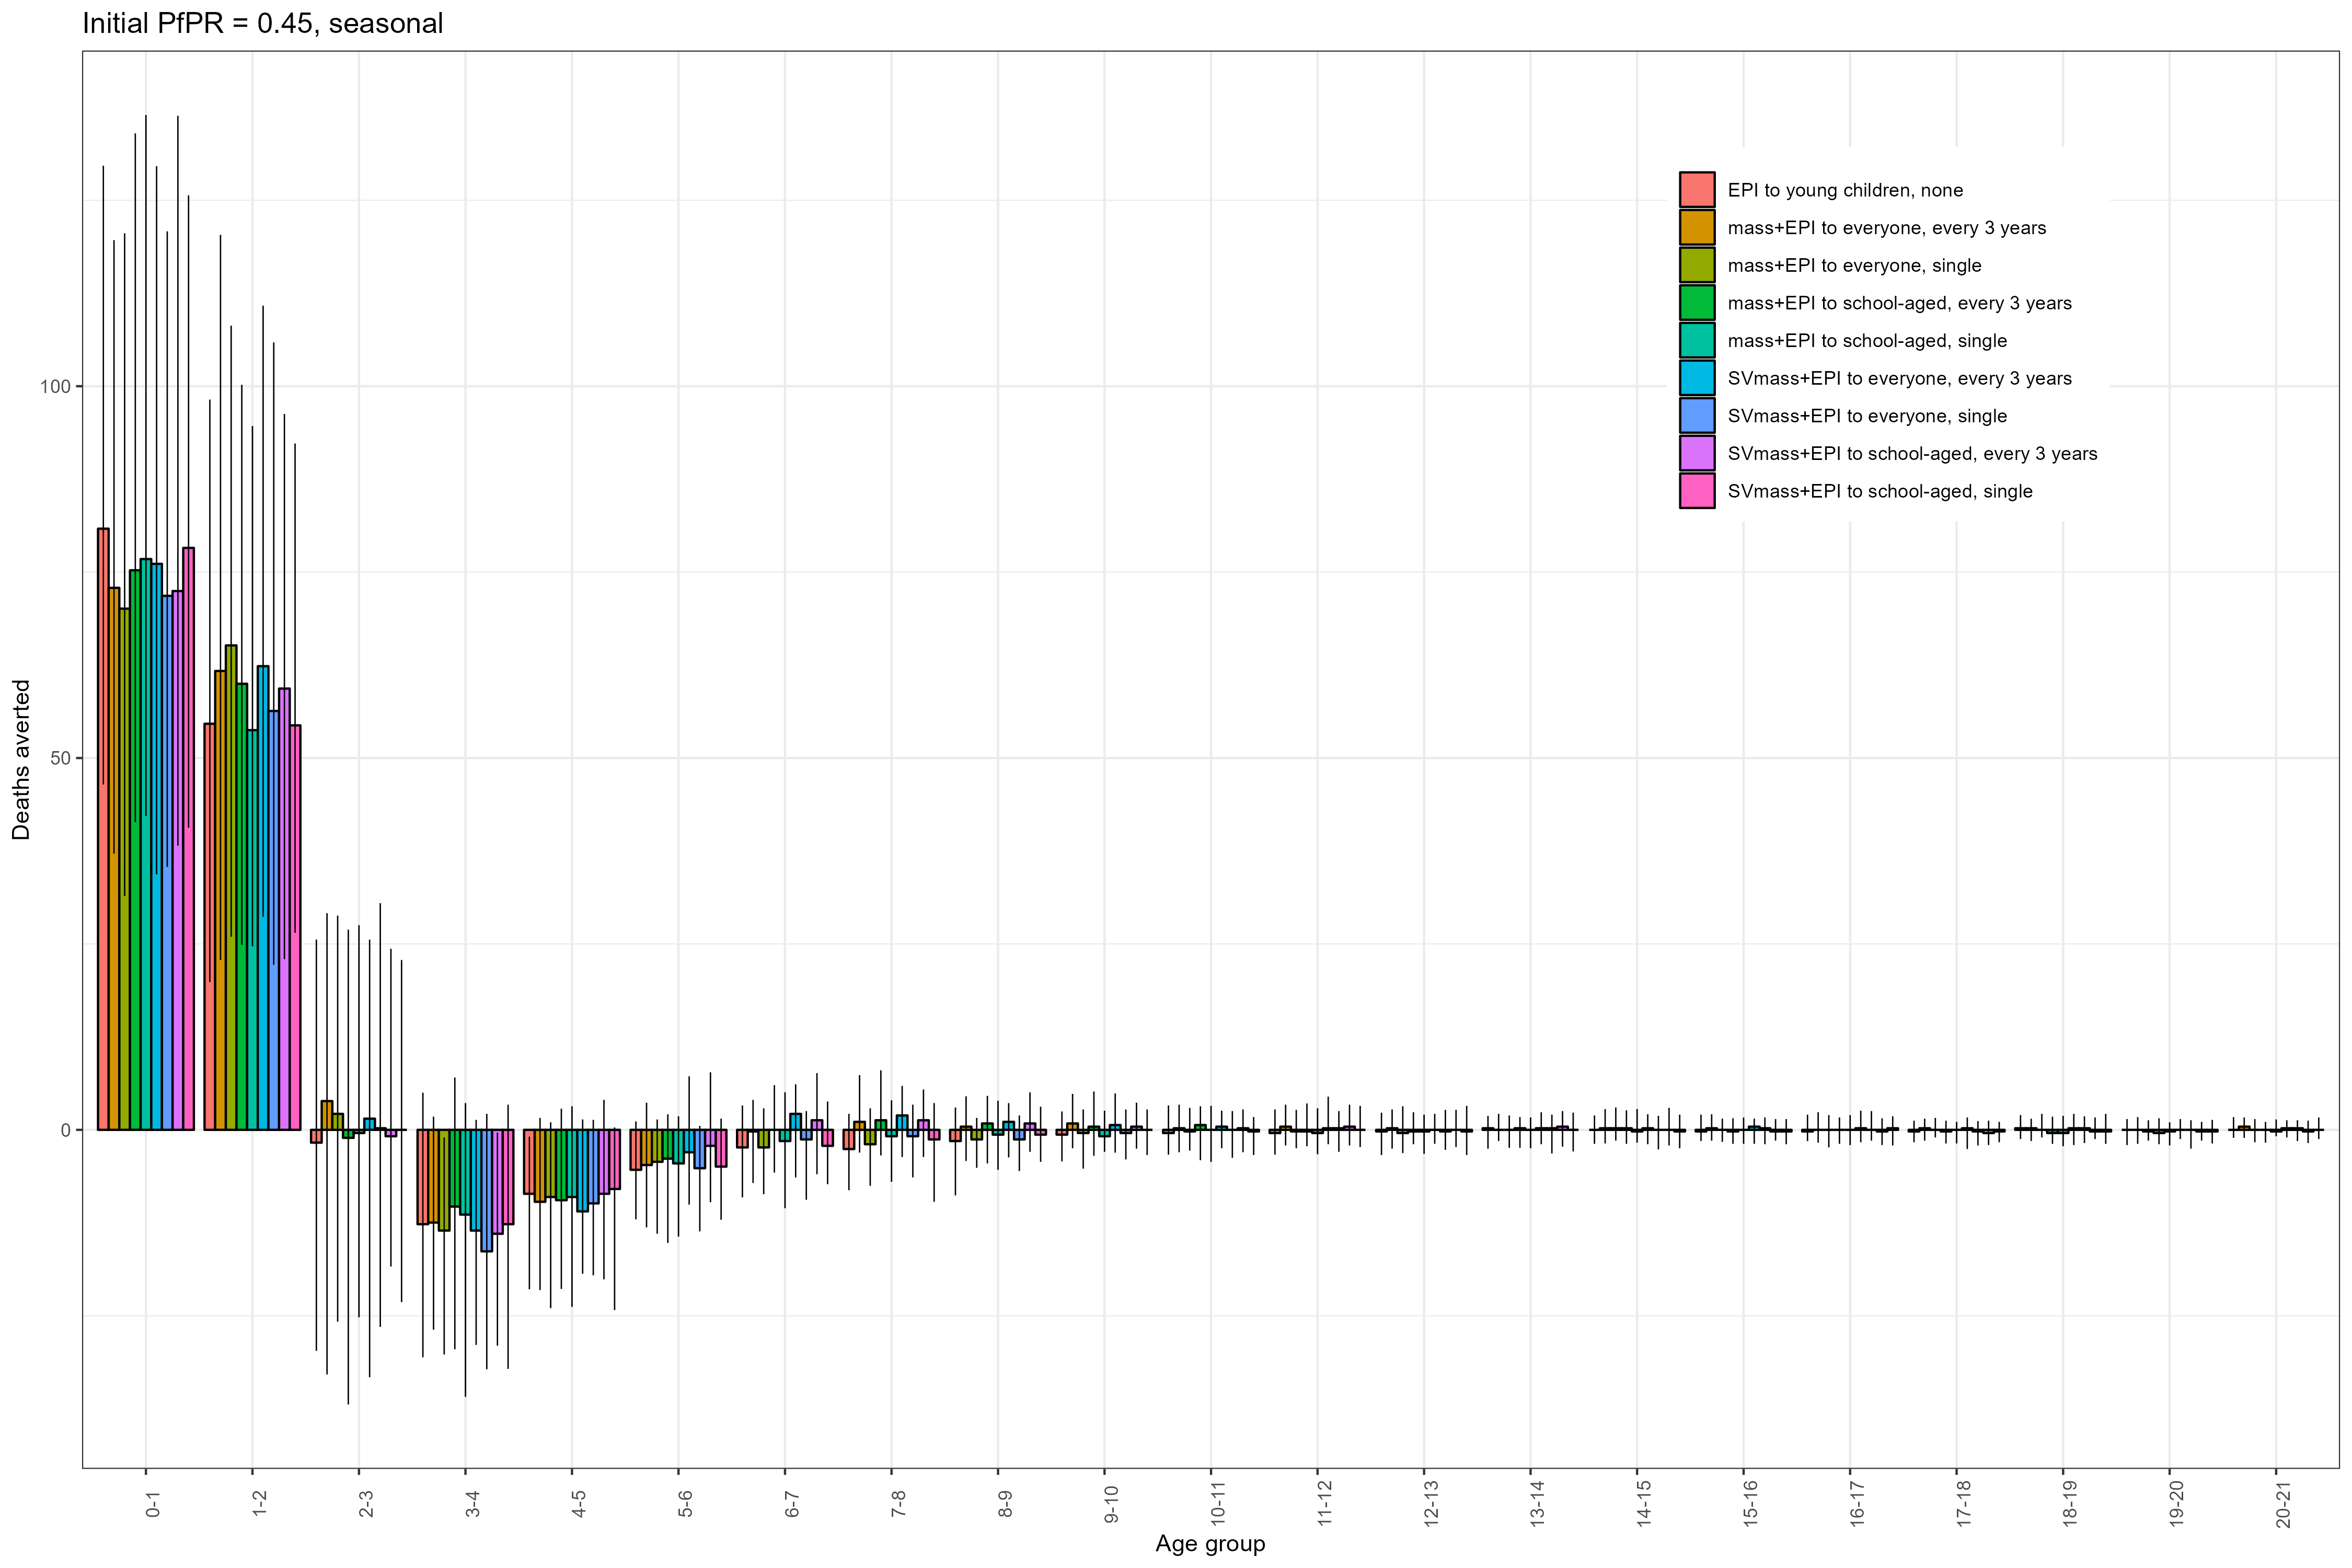 Initial PfPR = 0.45, seasonal
EPI to young children, none
mass+EPI to everyone, every 3 years
mass+EPI to everyone, single
mass+EPI to school-aged, every 3 years
mass+EPI to school-aged, single
SVmass+EPI to everyone, every 3 years
SVmass+EPI to everyone, single
SVmass+EPI to school-aged, every 3 years
SVmass+EPI to school-aged, single
Deaths averted
100
50
0
0-1
1-2
2-3
3-4
4-5
5-6
6-7
7-8
8-9
9-10
10-11
11-12
12-13
13-14
14-15
15-16
16-17
17-18
18-19
19-20
20-21
Age group